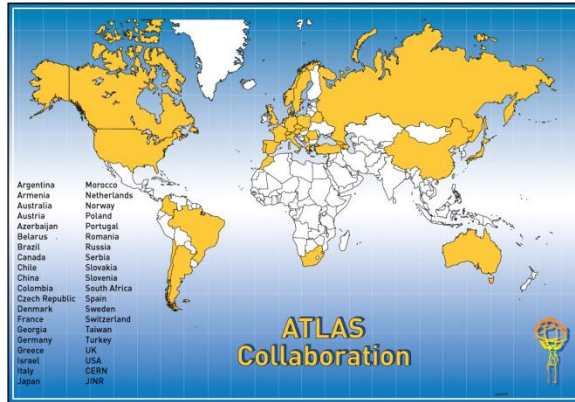 Argentina
Armenia
Australia
Austria
Azerbaijan
Belarus
Brazil
Canada
Chile
China
Colombia
Czech Republic
Denmark
France
Georgia
Germany
Greece
Israel
Italy
Japan
Morocco
Netherlands
Norway
Poland
Portugal
Romania
Russia
Serbia
Slovakia
Slovenia
South Africa
Spain
Sweden
Switzerland
Taiwan
Turkey
UK
USA
CERN
JINR
ATLAS
Collaboration